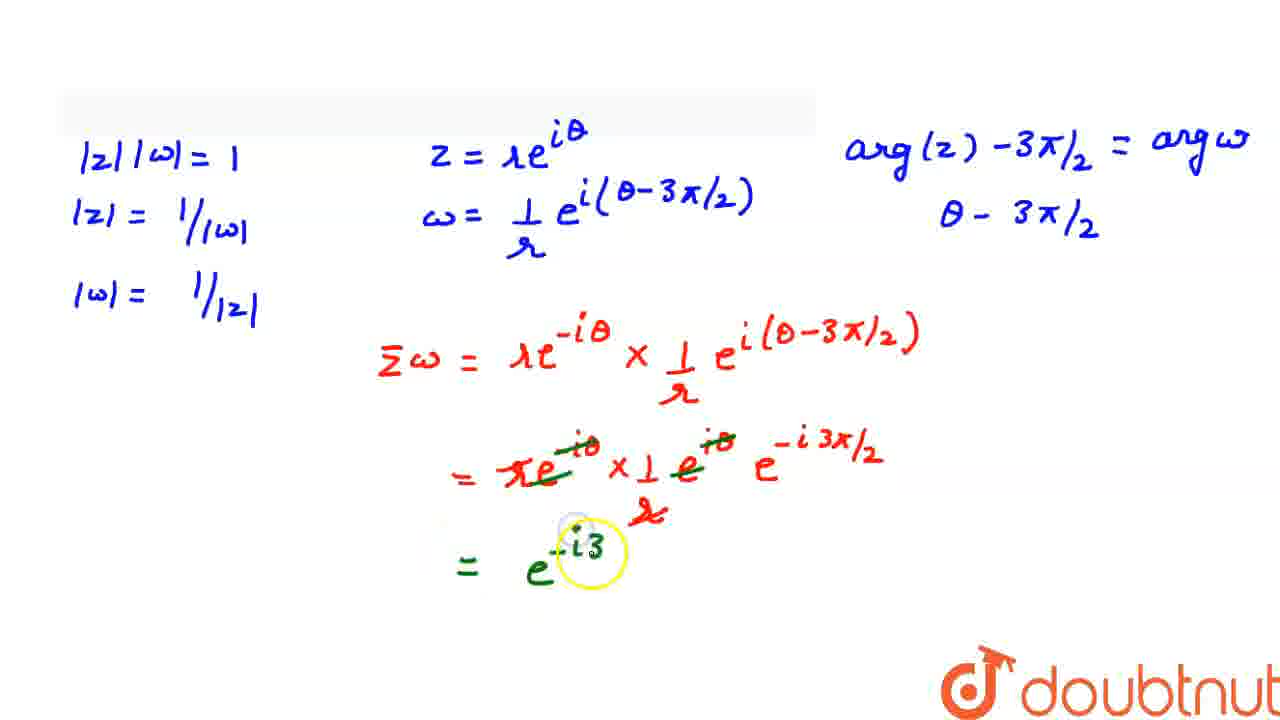 |z| |ω| = 1
|z| = 1/|ω|
|ω| = 1/|z|
z = re^{iθ}
ω = 1/r e^{i(θ-3π/2)}
arg(z) - 3π/2 = arg ω
θ - 3π/2
z̄ω = re^{-iθ} × 1/r e^{i(θ-3π/2)}
= re^{-iθ} × 1/r e^{iθ} e^{-i3π/2}
= e^{-i3}
doubtnut